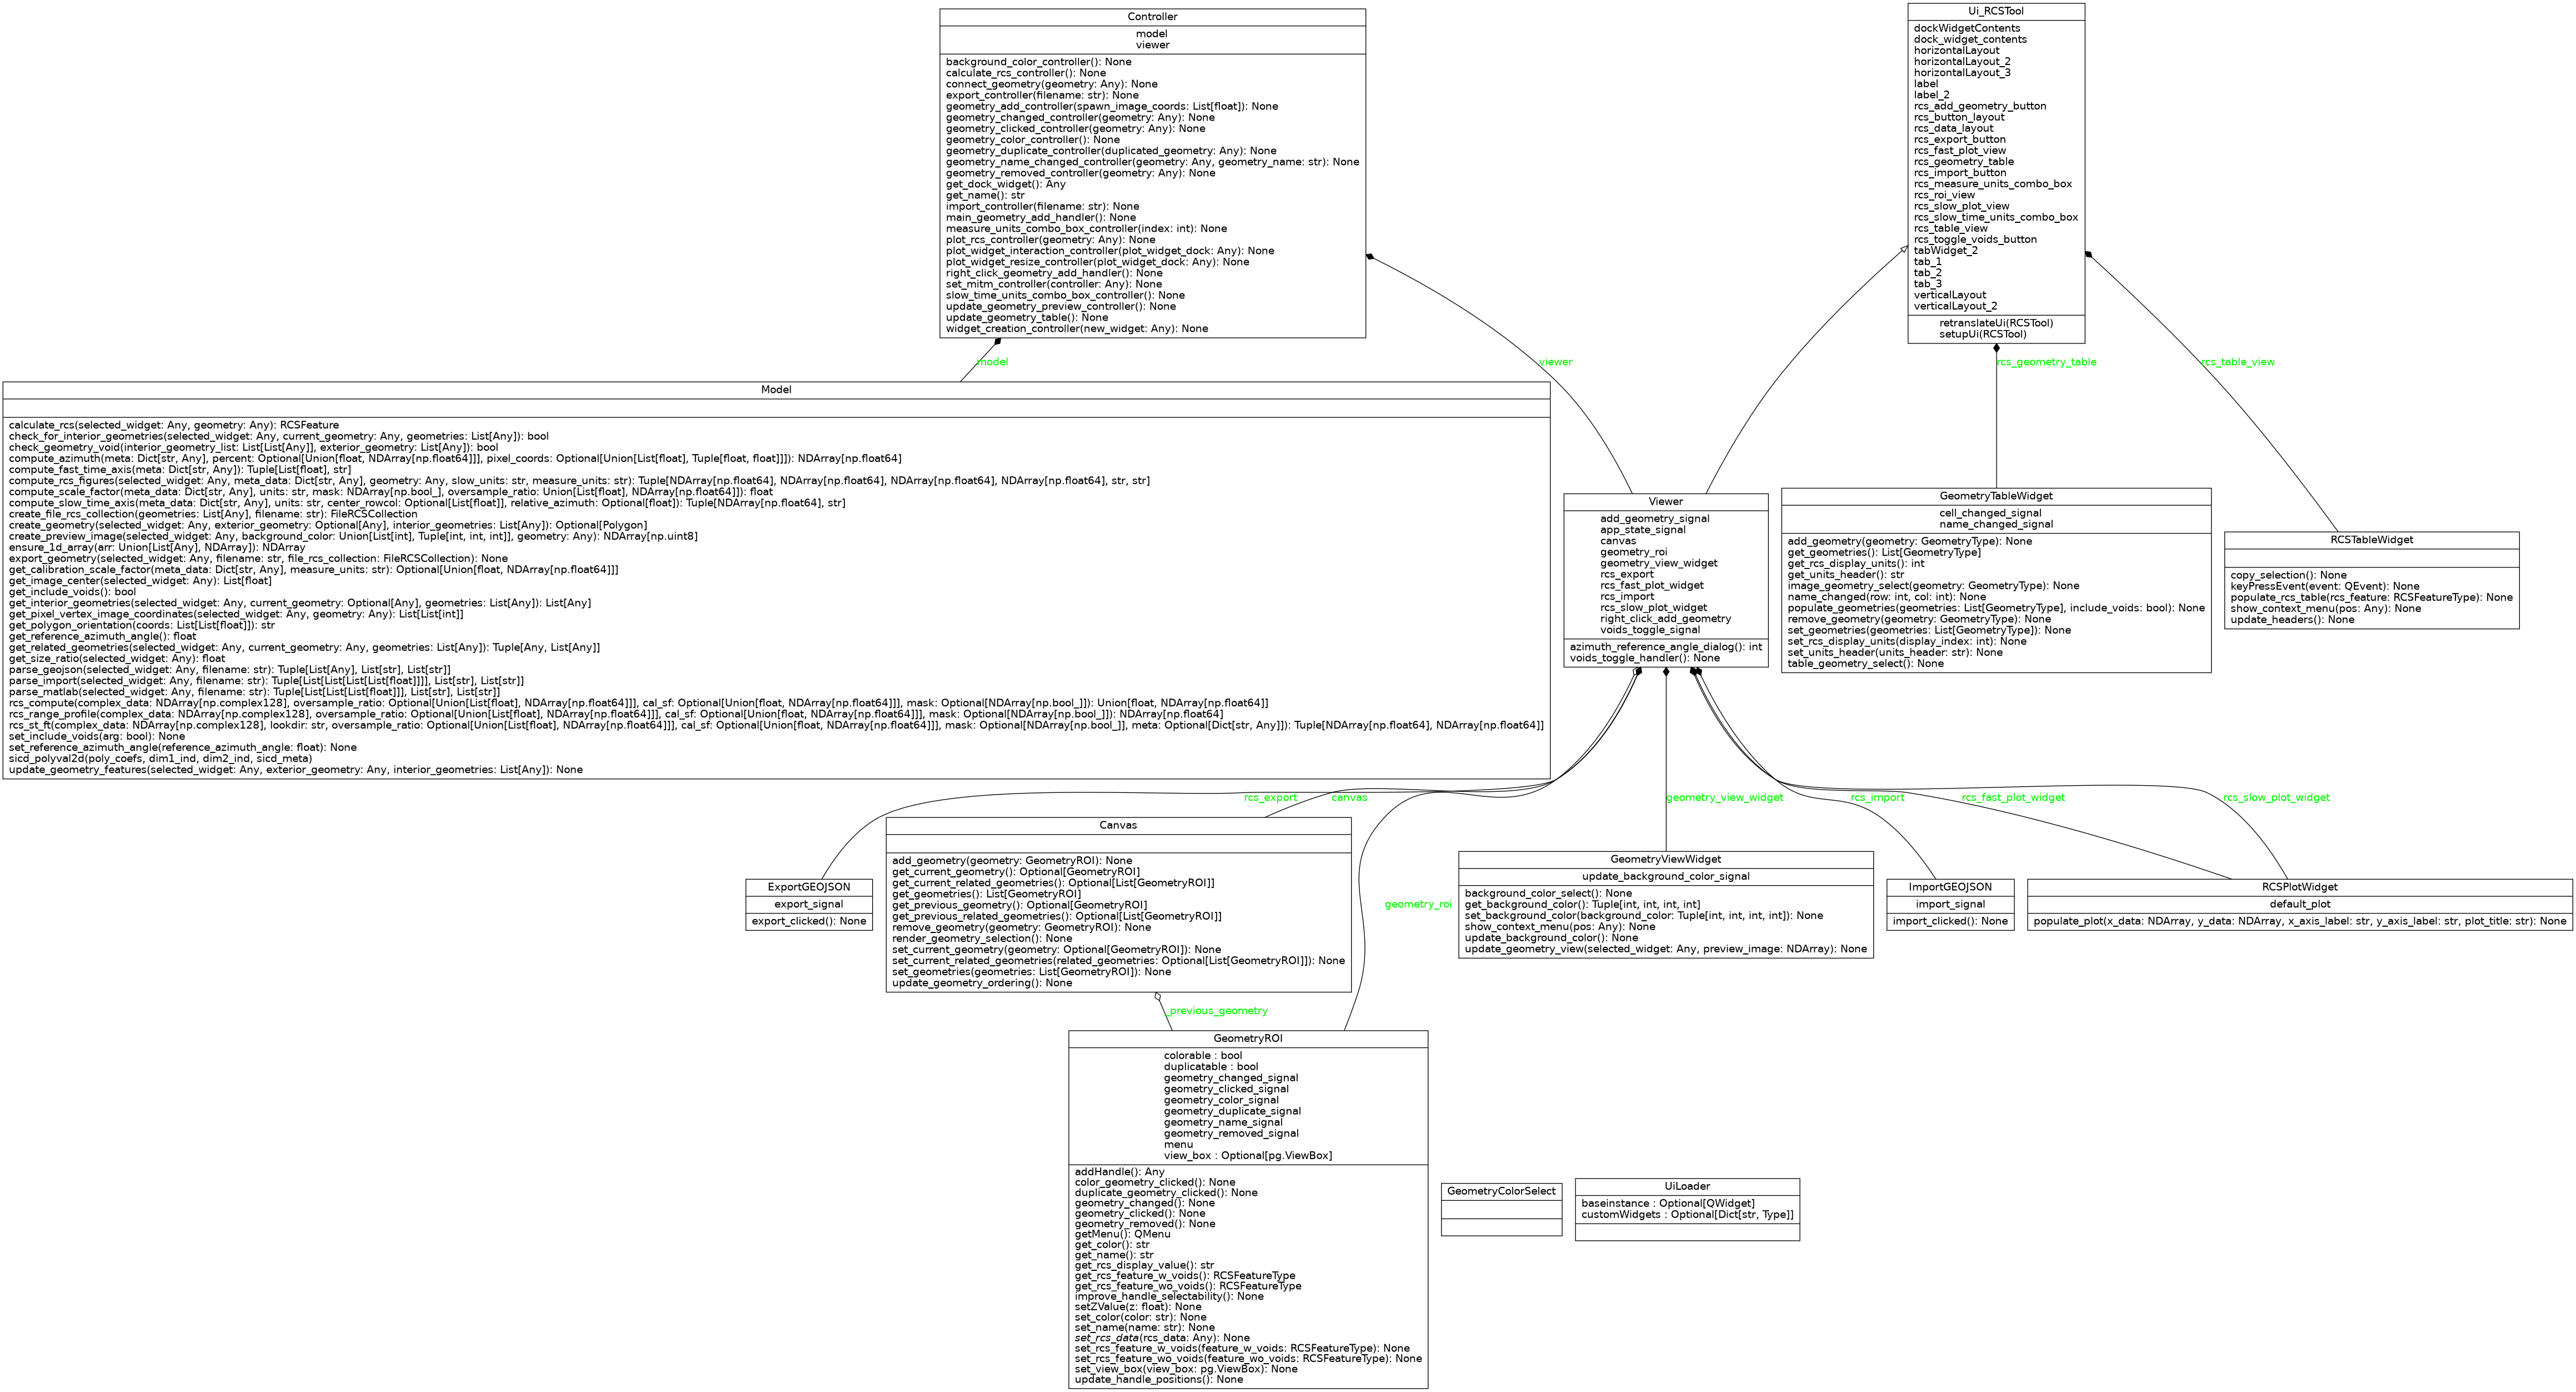 Controller
model
viewer
background_color_controller(): None
calculate_rcs_controller(): None
connect_geometry(geometry: Any): None
export_controller(filename: str): None
geometry_add_controller(spawn_image_coords: List[float]): None
geometry_changed_controller(geometry: Any): None
geometry_clicked_controller(geometry: Any): None
geometry_color_controller(): None
geometry_duplicate_controller(duplicated_geometry: Any): None
geometry_name_changed_controller(geometry: Any, geometry_name: str): None
geometry_removed_controller(geometry: Any): None
get_dock_widget(): Any
get_name(): str
import_controller(filename: str): None
main_geometry_add_handler(): None
measure_units_combo_box_controller(index: int): None
plot_rcs_controller(geometry: Any): None
plot_widget_interaction_controller(plot_widget_dock: Any): None
plot_widget_resize_controller(plot_widget_dock: Any): None
right_click_geometry_add_handler(): None
set_mitm_controller(controller: Any): None
slow_time_units_combo_box_controller(): None
update_geometry_preview_controller(): None
update_geometry_table(): None
widget_creation_controller(new_widget: Any): None
Ui_RCSTool
dockWidgetContents
dock_widget_contents
horizontalLayout
horizontalLayout_2
horizontalLayout_3
label
label_2
rcs_add_geometry_button
rcs_button_layout
rcs_data_layout
rcs_export_button
rcs_fast_plot_view
rcs_geometry_table
rcs_import_button
rcs_measure_units_combo_box
rcs_roi_view
rcs_slow_plot_view
rcs_slow_time_units_combo_box
rcs_table_view
rcs_toggle_voids_button
tabWidget_2
tab_1
tab_2
tab_3
verticalLayout
verticalLayout_2
retranslateUi(RCSTool)
setupUi(RCSTool)
model
viewer
rcs_geometry_table
rcs_table_view
Model
calculate_rcs(selected_widget: Any, geometry: Any): RCSFeature
check_for_interior_geometries(selected_widget: Any, current_geometry: Any, geometries: List[Any]): bool
check_geometry_void(interior_geometry_list: List[List[Any]], exterior_geometry: List[Any]): bool
compute_azimuth(meta: Dict[str, Any], percent: Optional[Union[float, NDArray[np.float64]]], pixel_coords: Optional[Union[List[float], Tuple[float, float]]]): NDArray[np.float64]
compute_fast_time_axis(meta: Dict[str, Any]): Tuple[List[float], str]
compute_rcs_figures(selected_widget: Any, meta_data: Dict[str, Any], geometry: Any, slow_units: str, measure_units: str): Tuple[NDArray[np.float64], NDArray[np.float64], NDArray[np.float64], NDArray[np.float64], str, str]
compute_scale_factor(meta_data: Dict[str, Any], units: str, mask: NDArray[np.bool_], oversample_ratio: Union[List[float], NDArray[np.float64]]): float
compute_slow_time_axis(meta_data: Dict[str, Any], units: str, center_rowcol: Optional[List[float]], relative_azimuth: Optional[float]): Tuple[NDArray[np.float64], str]
create_file_rcs_collection(geometries: List[Any], filename: str): FileRCSCollection
create_geometry(selected_widget: Any, exterior_geometry: Optional[Any], interior_geometries: List[Any]): Optional[Polygon]
create_preview_image(selected_widget: Any, background_color: Union[List[int], Tuple[int, int, int]], geometry: Any): NDArray[np.uint8]
ensure_1d_array(arr: Union[List[Any], NDArray]): NDArray
export_geometry(selected_widget: Any, filename: str, file_rcs_collection: FileRCSCollection): None
get_calibration_scale_factor(meta_data: Dict[str, Any], measure_units: str): Optional[Union[float, NDArray[np.float64]]]
get_image_center(selected_widget: Any): List[float]
get_include_voids(): bool
get_interior_geometries(selected_widget: Any, current_geometry: Optional[Any], geometries: List[Any]): List[Any]
get_pixel_vertex_image_coordinates(selected_widget: Any, geometry: Any): List[List[int]]
get_polygon_orientation(coords: List[List[float]]): str
get_reference_azimuth_angle(): float
get_related_geometries(selected_widget: Any, current_geometry: Any, geometries: List[Any]): Tuple[Any, List[Any]]
get_size_ratio(selected_widget: Any): float
parse_geojson(selected_widget: Any, filename: str): Tuple[List[Any], List[str], List[str]]
parse_import(selected_widget: Any, filename: str): Tuple[List[List[List[List[float]]]], List[str], List[str]]
parse_matlab(selected_widget: Any, filename: str): Tuple[List[List[List[float]]], List[str], List[str]]
rcs_compute(complex_data: NDArray[np.complex128], oversample_ratio: Optional[Union[List[float], NDArray[np.float64]]], cal_sf: Optional[Union[float, NDArray[np.float64]]], mask: Optional[NDArray[np.bool_]]): Union[float, NDArray[np.float64]]
rcs_range_profile(complex_data: NDArray[np.complex128], oversample_ratio: Optional[Union[List[float], NDArray[np.float64]]], cal_sf: Optional[Union[float, NDArray[np.float64]]], mask: Optional[NDArray[np.bool_]]): NDArray[np.float64]
rcs_st_ft(complex_data: NDArray[np.complex128], lookdir: str, oversample_ratio: Optional[Union[List[float], NDArray[np.float64]]], cal_sf: Optional[Union[float, NDArray[np.float64]]], mask: Optional[NDArray[np.bool_]], meta: Optional[Dict[str, Any]]): Tuple[NDArray[np.float64], NDArray[np.float64]]
set_include_voids(arg: bool): None
set_reference_azimuth_angle(reference_azimuth_angle: float): None
sicd_polyval2d(poly_coefs, dim1_ind, dim2_ind, sicd_meta)
update_geometry_features(selected_widget: Any, exterior_geometry: Any, interior_geometries: List[Any]): None
Viewer
add_geometry_signal
app_state_signal
canvas
geometry_roi
geometry_view_widget
rcs_export
rcs_fast_plot_widget
rcs_import
rcs_slow_plot_widget
right_click_add_geometry
voids_toggle_signal
azimuth_reference_angle_dialog(): int
voids_toggle_handler(): None
GeometryTableWidget
cell_changed_signal
name_changed_signal
add_geometry(geometry: GeometryType): None
get_geometries(): List[GeometryType]
get_rcs_display_units(): int
get_units_header(): str
image_geometry_select(geometry: GeometryType): None
name_changed(row: int, col: int): None
populate_geometries(geometries: List[GeometryType], include_voids: bool): None
remove_geometry(geometry: GeometryType): None
set_geometries(geometries: List[GeometryType]): None
set_rcs_display_units(display_index: int): None
set_units_header(units_header: str): None
table_geometry_select(): None
RCSTableWidget
copy_selection(): None
keyPressEvent(event: QEvent): None
populate_rcs_table(rcs_feature: RCSFeatureType): None
show_context_menu(pos: Any): None
update_headers(): None
rcs_export
canvas
geometry_view_widget
rcs_import
rcs_fast_plot_widget
rcs_slow_plot_widget
ExportGEOJSON
export_signal
export_clicked(): None
Canvas
add_geometry(geometry: GeometryROI): None
get_current_geometry(): Optional[GeometryROI]
get_current_related_geometries(): Optional[List[GeometryROI]]
get_geometries(): List[GeometryROI]
get_previous_geometry(): Optional[GeometryROI]
get_previous_related_geometries(): Optional[List[GeometryROI]]
remove_geometry(geometry: GeometryROI): None
render_geometry_selection(): None
set_current_geometry(geometry: Optional[GeometryROI]): None
set_current_related_geometries(related_geometries: Optional[List[GeometryROI]]): None
set_geometries(geometries: List[GeometryROI]): None
update_geometry_ordering(): None
geometry_roi
GeometryViewWidget
update_background_color_signal
background_color_select(): None
get_background_color(): Tuple[int, int, int, int]
set_background_color(background_color: Tuple[int, int, int, int]): None
show_context_menu(pos: Any): None
update_background_color(): None
update_geometry_view(selected_widget: Any, preview_image: NDArray): None
ImportGEOJSON
import_signal
import_clicked(): None
RCSPlotWidget
default_plot
populate_plot(x_data: NDArray, y_data: NDArray, x_axis_label: str, y_axis_label: str, plot_title: str): None
_previous_geometry
GeometryROI
colorable : bool
duplicatable : bool
geometry_changed_signal
geometry_clicked_signal
geometry_color_signal
geometry_duplicate_signal
geometry_name_signal
geometry_removed_signal
menu
view_box : Optional[pg.ViewBox]
addHandle(): Any
color_geometry_clicked(): None
duplicate_geometry_clicked(): None
geometry_changed(): None
geometry_clicked(): None
geometry_removed(): None
getMenu(): QMenu
get_color(): str
get_name(): str
get_rcs_display_value(): str
get_rcs_feature_w_voids(): RCSFeatureType
get_rcs_feature_wo_voids(): RCSFeatureType
improve_handle_selectability(): None
setZValue(z: float): None
set_color(color: str): None
set_name(name: str): None
set_rcs_data(rcs_data: Any): None
set_rcs_feature_w_voids(feature_w_voids: RCSFeatureType): None
set_rcs_feature_wo_voids(feature_wo_voids: RCSFeatureType): None
set_view_box(view_box: pg.ViewBox): None
update_handle_positions(): None
GeometryColorSelect
UiLoader
baseinstance : Optional[QWidget]
customWidgets : Optional[Dict[str, Type]]